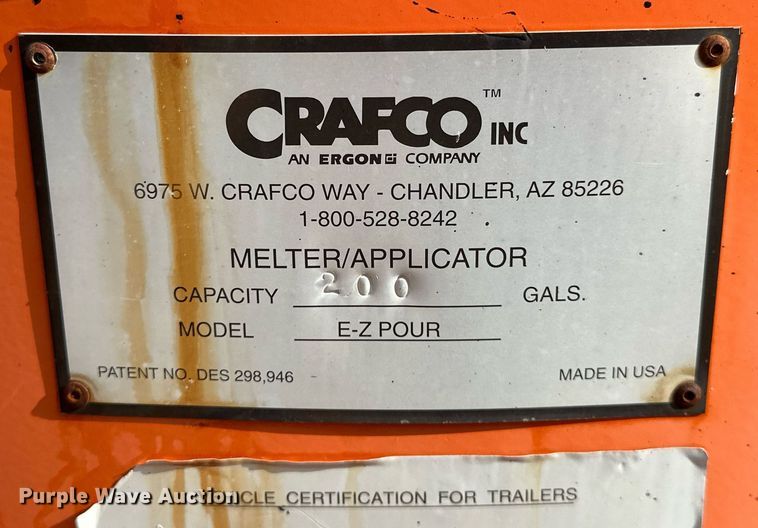 CRAFCO™ INC
AN ERGON COMPANY
6975 W. CRAFCO WAY - CHANDLER, AZ 85226
1-800-528-8242
MELTER/APPLICATOR
CAPACITY 200 GALS.
MODEL E-Z POUR
PATENT NO. DES 298,946 MADE IN USA
CERTIFICATION FOR TRAILERS
Purple Wave Auction